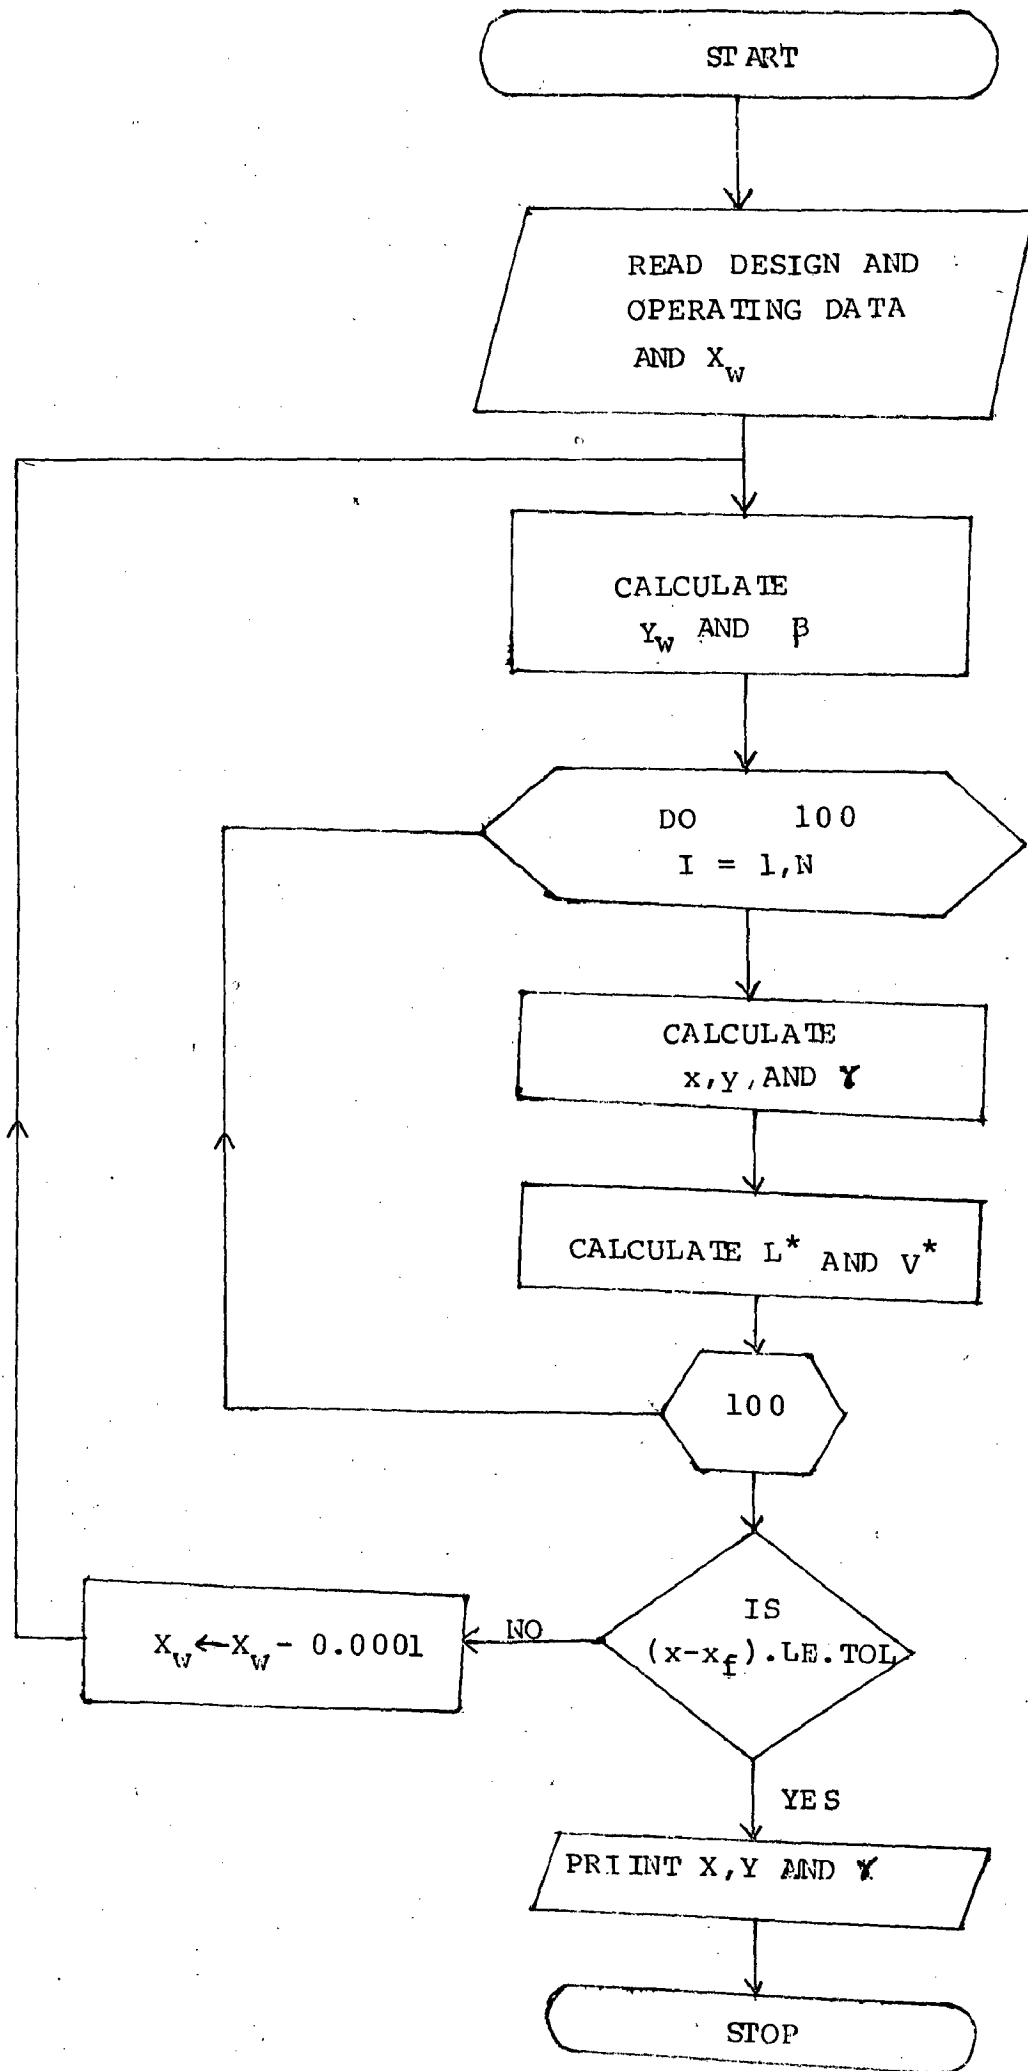 START
READ DESIGN AND
OPERATING DATA
AND X_w
CALCULATE
Y_w AND β
DO 100
I = 1,N
CALCULATE
x,y,AND γ
CALCULATE L* AND V*
100
IS
(x-x_f).LE.TOL
NO
X_w ← X_w - 0.0001
YES
PRIINT X,Y AND γ
STOP